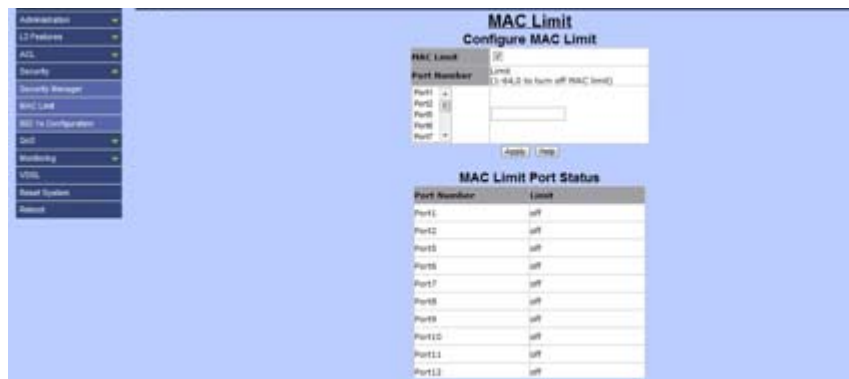 Administration
L2 Features
ACL
Security
Security Manager
MAC Limit
802.1x Configuration
QoS
Monitoring
VDSL
Reset System
Reboot
MAC Limit
Configure MAC Limit
MAC Limit
Port Number
Limit
(1-64,0 to turn off MAC limit)
Port1
Port2
Port5
Port6
Port7
Apply Help
MAC Limit Port Status
Port Number Limit
Port1 off
Port2 off
Port5 off
Port6 off
Port7 off
Port8 off
Port9 off
Port10 off
Port11 off
Port12 off